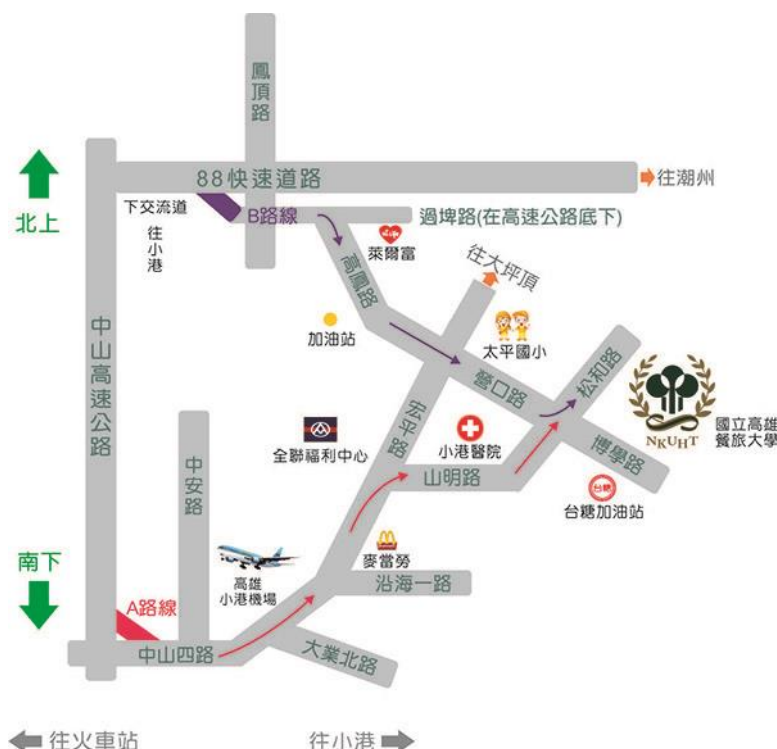 鳳頂路
88快速道路
往潮州
北上
下交流道
往小港
B路線
過埤路(在高速公路底下)
萊爾富
高鳳路
往大坪頂
加油站
太平國小
松和路
營口路
中山高速公路
宏平路
NKUHT
國立高雄
餐旅大學
全聯福利中心
小港醫院
博學路
中安路
山明路
台糖
台糖加油站
南下
麥當勞
高雄
小港機場
沿海一路
A路線
中山四路
大業北路
往火車站
往小港